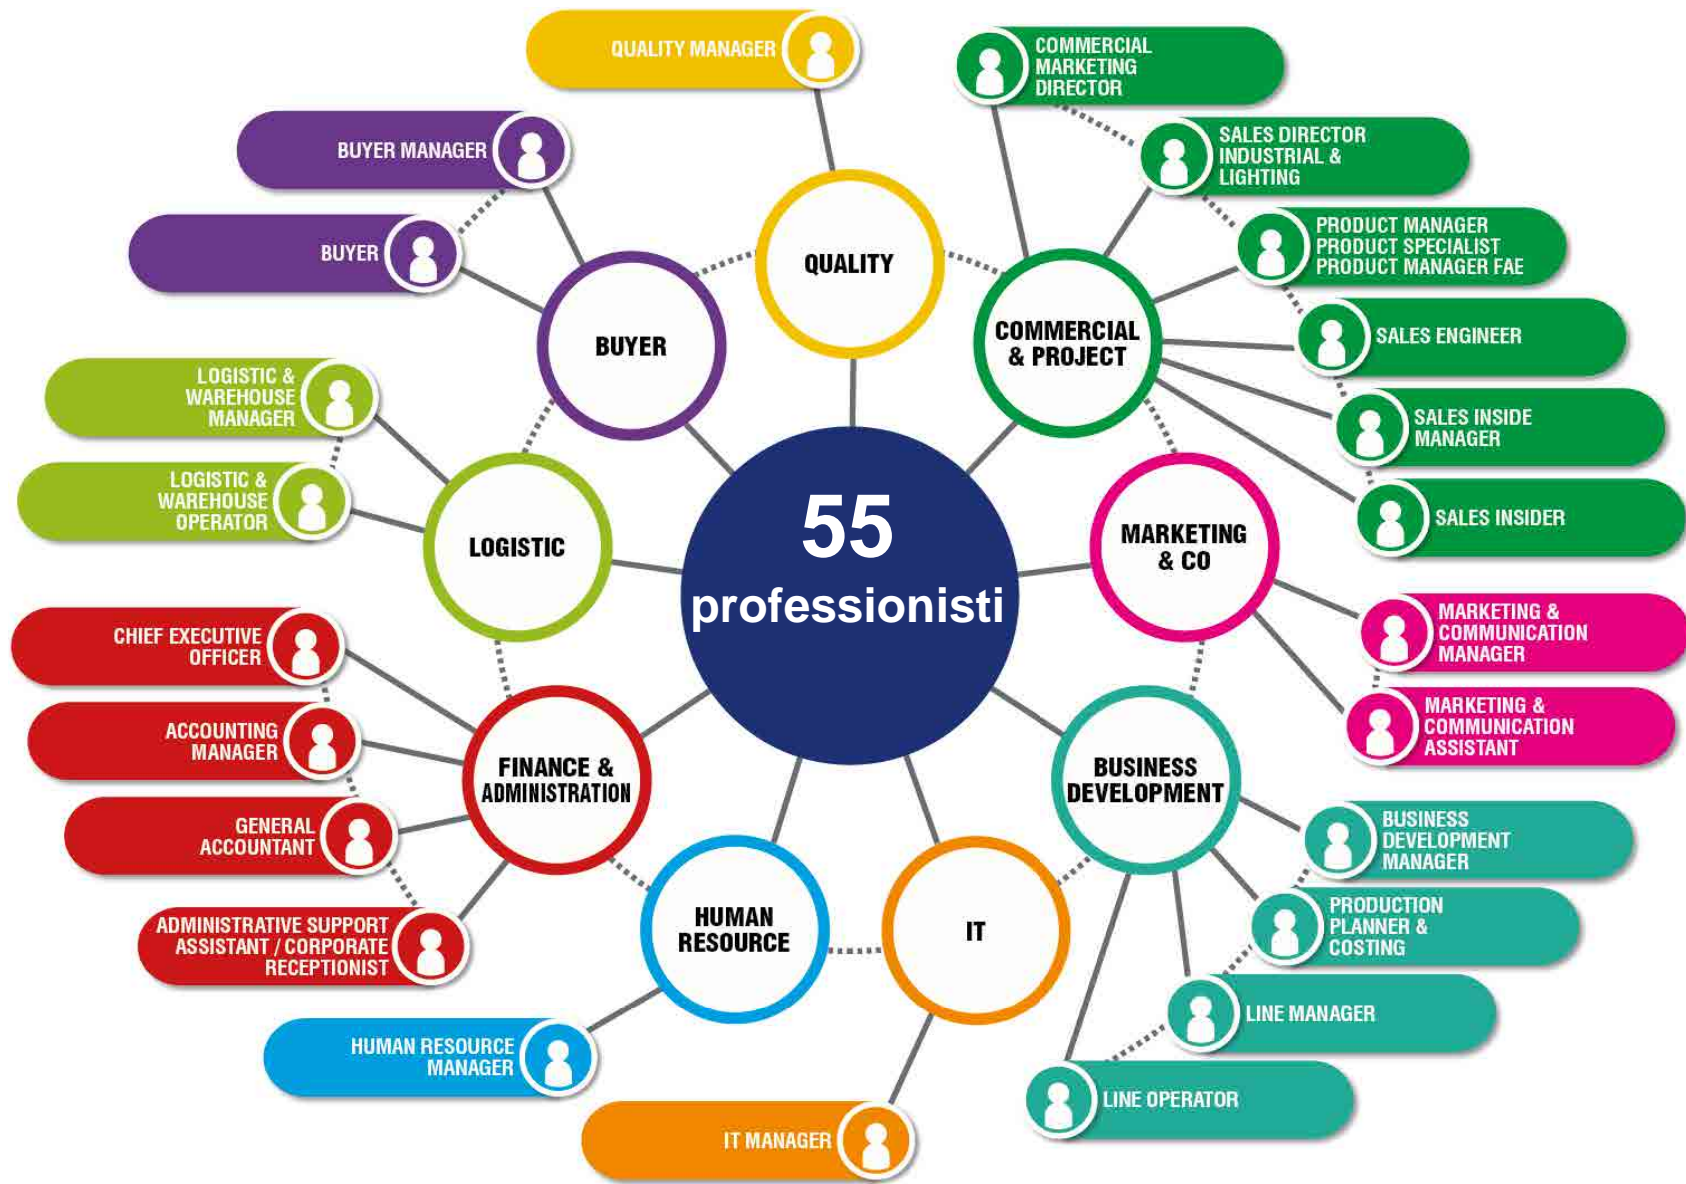 QUALITY MANAGER
COMMERCIAL
MARKETING
DIRECTOR
BUYER MANAGER
SALES DIRECTOR
INDUSTRIAL &
LIGHTING
BUYER
PRODUCT MANAGER
PRODUCT SPECIALIST
PRODUCT MANAGER FAE
QUALITY
BUYER
COMMERCIAL
& PROJECT
SALES ENGINEER
LOGISTIC &
WAREHOUSE
MANAGER
SALES INSIDE
MANAGER
LOGISTIC &
WAREHOUSE
OPERATOR
SALES INSIDER
LOGISTIC
55
professionisti
MARKETING
& CO
CHIEF EXECUTIVE
OFFICER
MARKETING &
COMMUNICATION
MANAGER
ACCOUNTING
MANAGER
MARKETING &
COMMUNICATION
ASSISTANT
FINANCE &
ADMINISTRATION
BUSINESS
DEVELOPMENT
GENERAL
ACCOUNTANT
BUSINESS
DEVELOPMENT
MANAGER
ADMINISTRATIVE SUPPORT
ASSISTANT / CORPORATE
RECEPTIONIST
HUMAN
RESOURCE
IT
PRODUCTION
PLANNER &
COSTING
LINE MANAGER
HUMAN RESOURCE
MANAGER
LINE OPERATOR
IT MANAGER